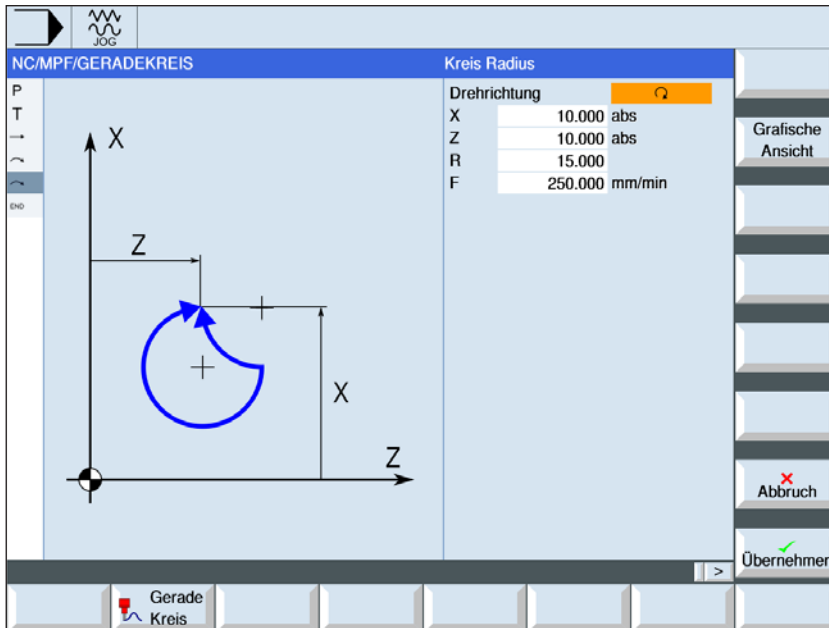 JOG
NC/MPF/GERADEKREIS
Kreis Radius
P
T
END
X
Z
X
Z
Drehrichtung
X 10.000 abs
Z 10.000 abs
R 15.000
F 250.000 mm/min
Grafische
Ansicht
Abbruch
Übernehmen
>
Gerade
Kreis